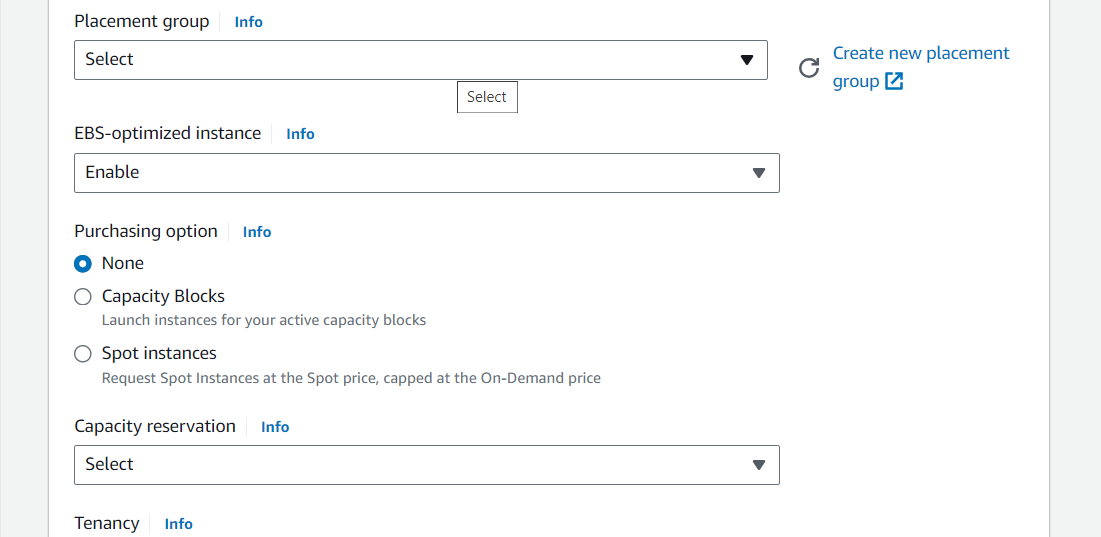 Placement group Info
Select
Create new placement
group
Select
EBS-optimized instance Info
Enable
Purchasing option Info
None
Capacity Blocks
Launch instances for your active capacity blocks
Spot instances
Request Spot Instances at the Spot price, capped at the On-Demand price
Capacity reservation Info
Select
Tenancy Info